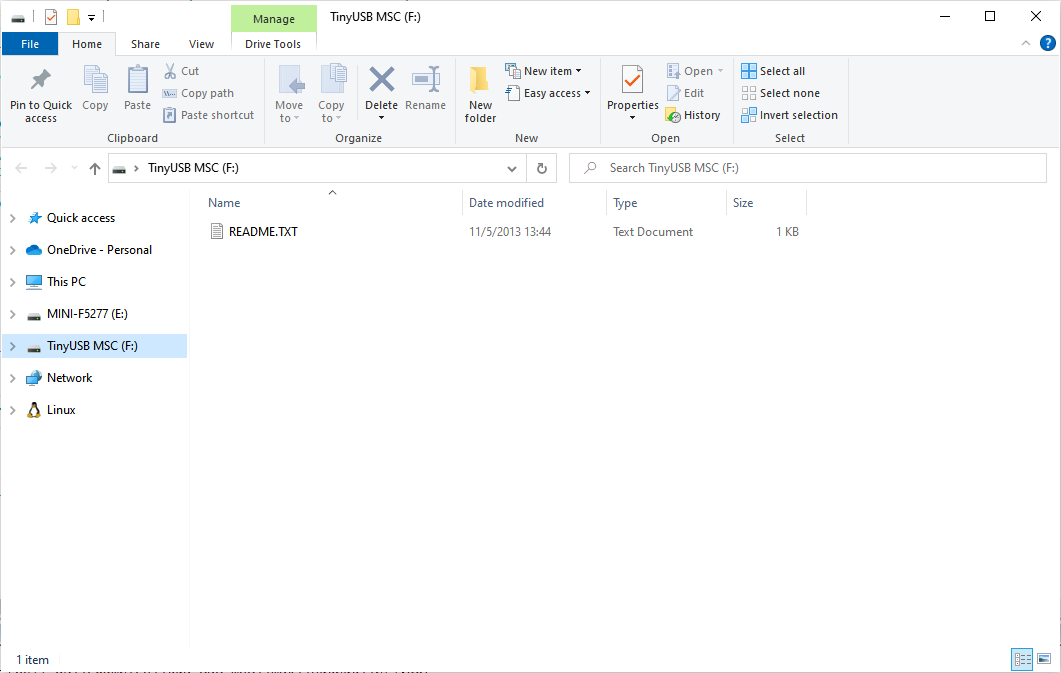 Manage
TinyUSB MSC (F:)
File
Home
Share
View
Drive Tools
Pin to Quick access
Copy
Paste
Cut
Copy path
Paste shortcut
Clipboard
Move to
Copy to
Delete
Rename
Organize
New folder
New item
Easy access
New
Properties
Open
Edit
History
Open
Select all
Select none
Invert selection
Select
TinyUSB MSC (F:)
Search TinyUSB MSC (F:)
Name
Date modified
Type
Size
README.TXT
11/5/2013 13:44
Text Document
1 KB
Quick access
OneDrive - Personal
This PC
MINI-F5277 (E:)
TinyUSB MSC (F:)
Network
Linux
1 item